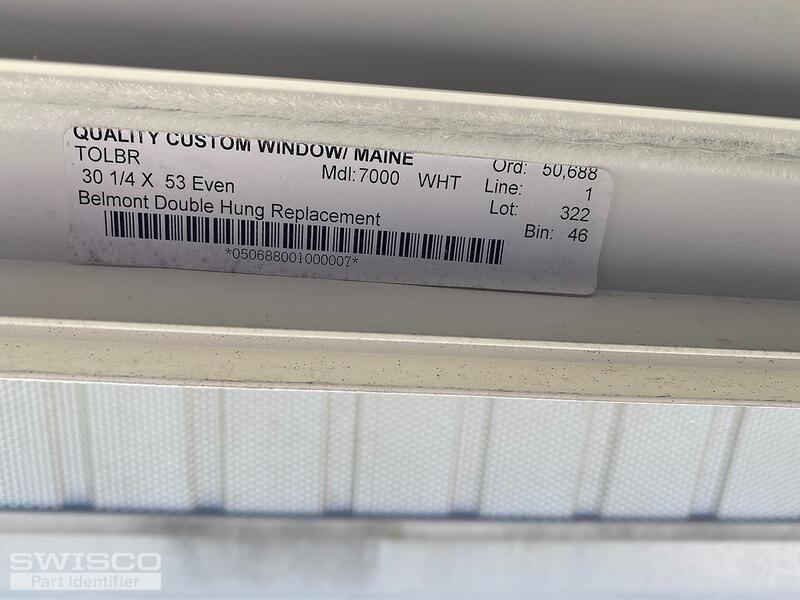 QUALITY CUSTOM WINDOW/ MAINE
TOLBR Mdl:7000 WHT Ord: 50,688
30 1/4 X 53 Even Line: 1
Belmont Double Hung Replacement Lot: 322
Bin: 46
*050688001000007*
SWISCO
Part Identifier